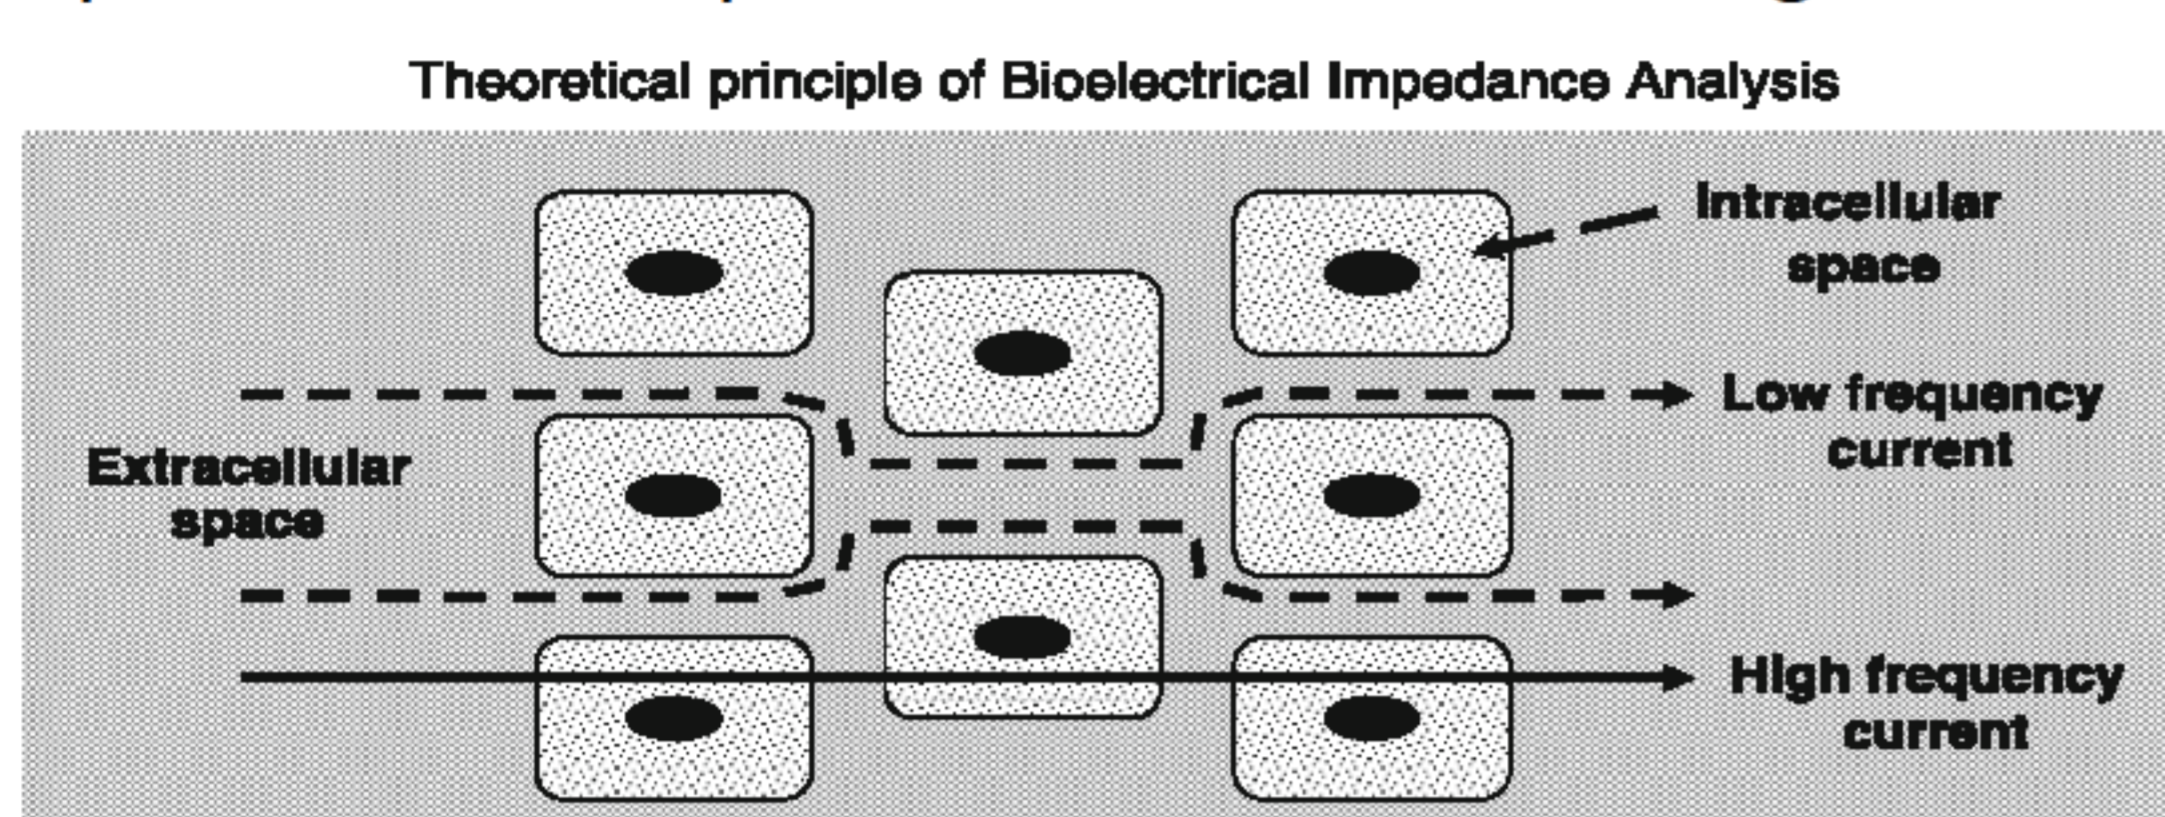 Theoretical principle of Bioelectrical Impedance Analysis
Intracellular
space
Low frequency
current
Extracellular
space
High frequency
current